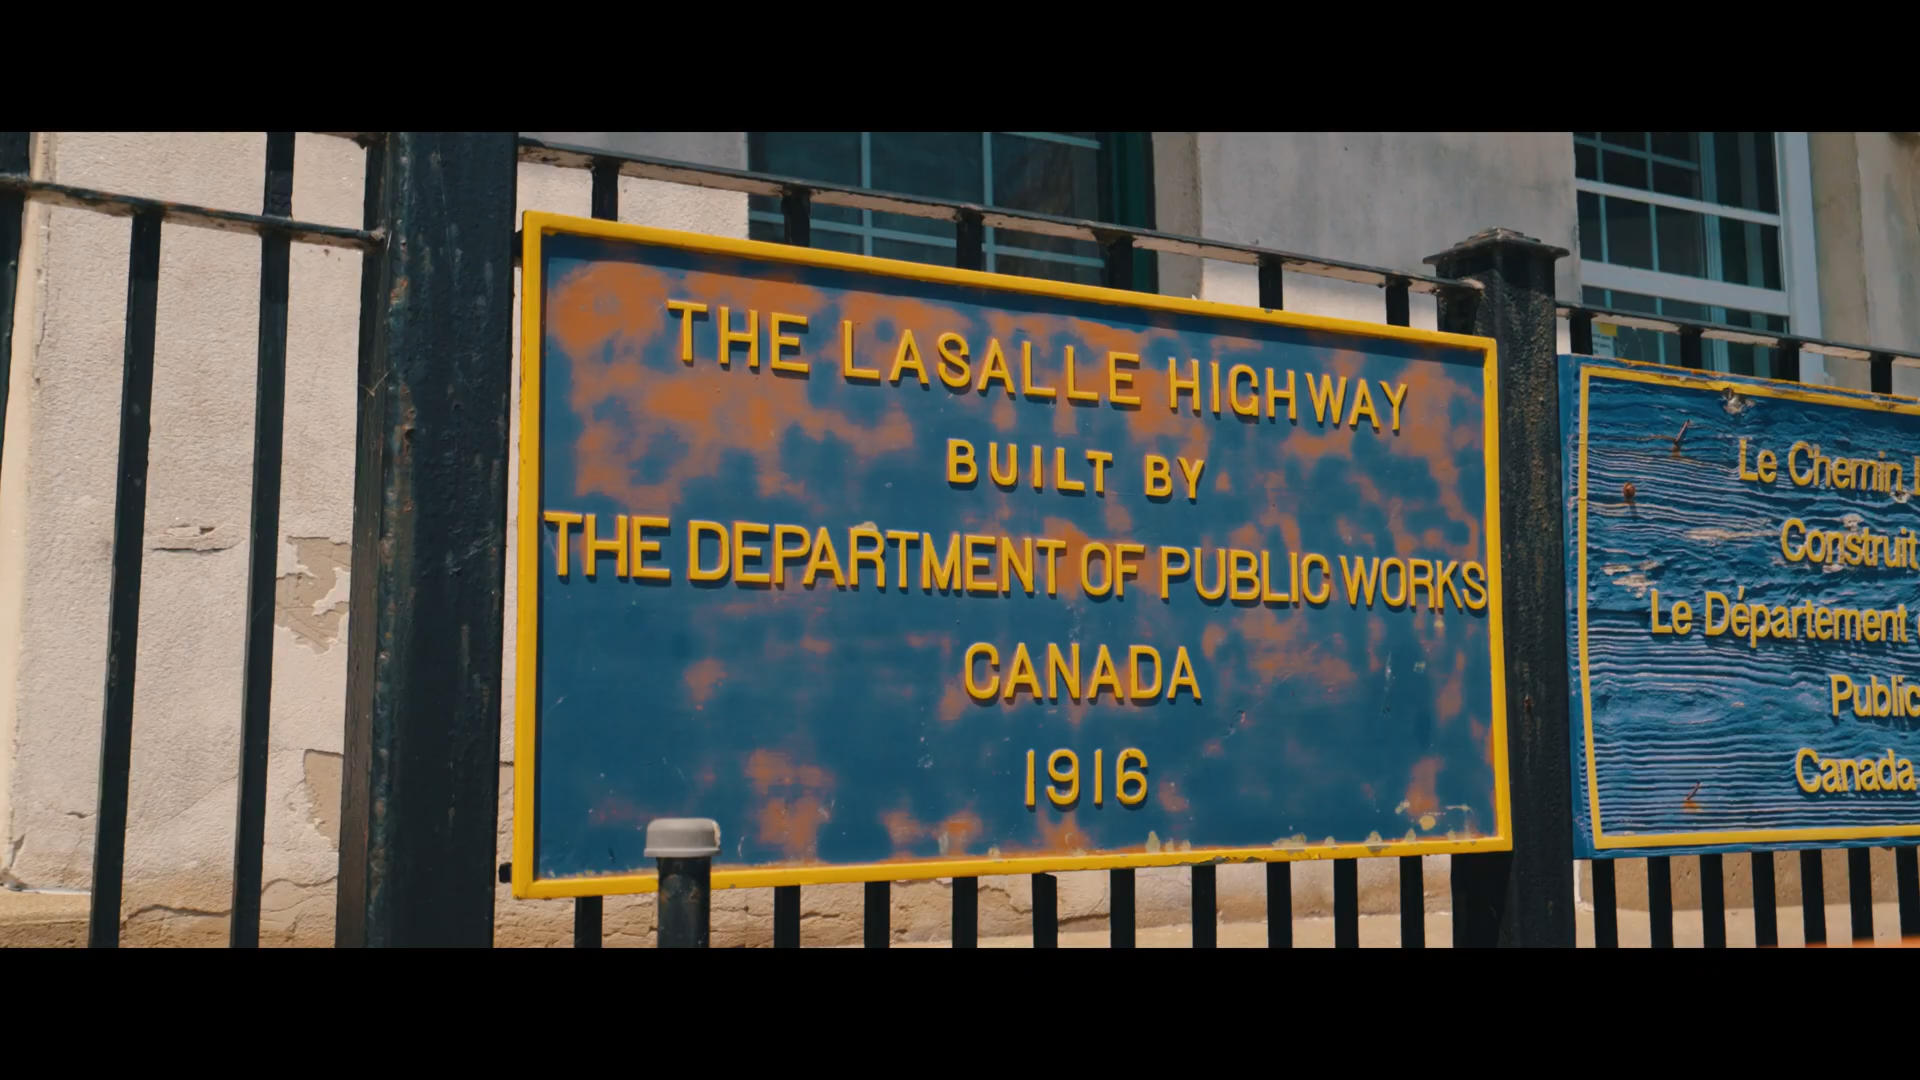 THE LASALLE HIGHWAY
BUILT BY
THE DEPARTMENT OF PUBLIC WORKS
CANADA
1916
Le Chemin
Construit
Le Département
Public
Canada